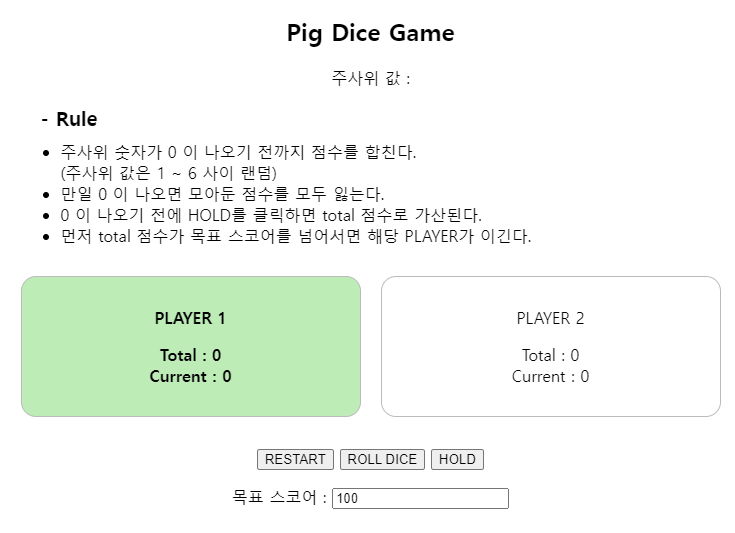 Pig Dice Game
주사위 값 :
- Rule
주사위 숫자가 0 이 나오기 전까지 점수를 합친다.
(주사위 값은 1 ~ 6 사이 랜덤)
만일 0 이 나오면 모아둔 점수를 모두 잃는다.
0 이 나오기 전에 HOLD를 클릭하면 total 점수로 가산된다.
먼저 total 점수가 목표 스코어를 넘어서면 해당 PLAYER가 이긴다.
PLAYER 1
Total : 0
Current : 0
PLAYER 2
Total : 0
Current : 0
RESTART ROLL DICE HOLD
목표 스코어 : 100